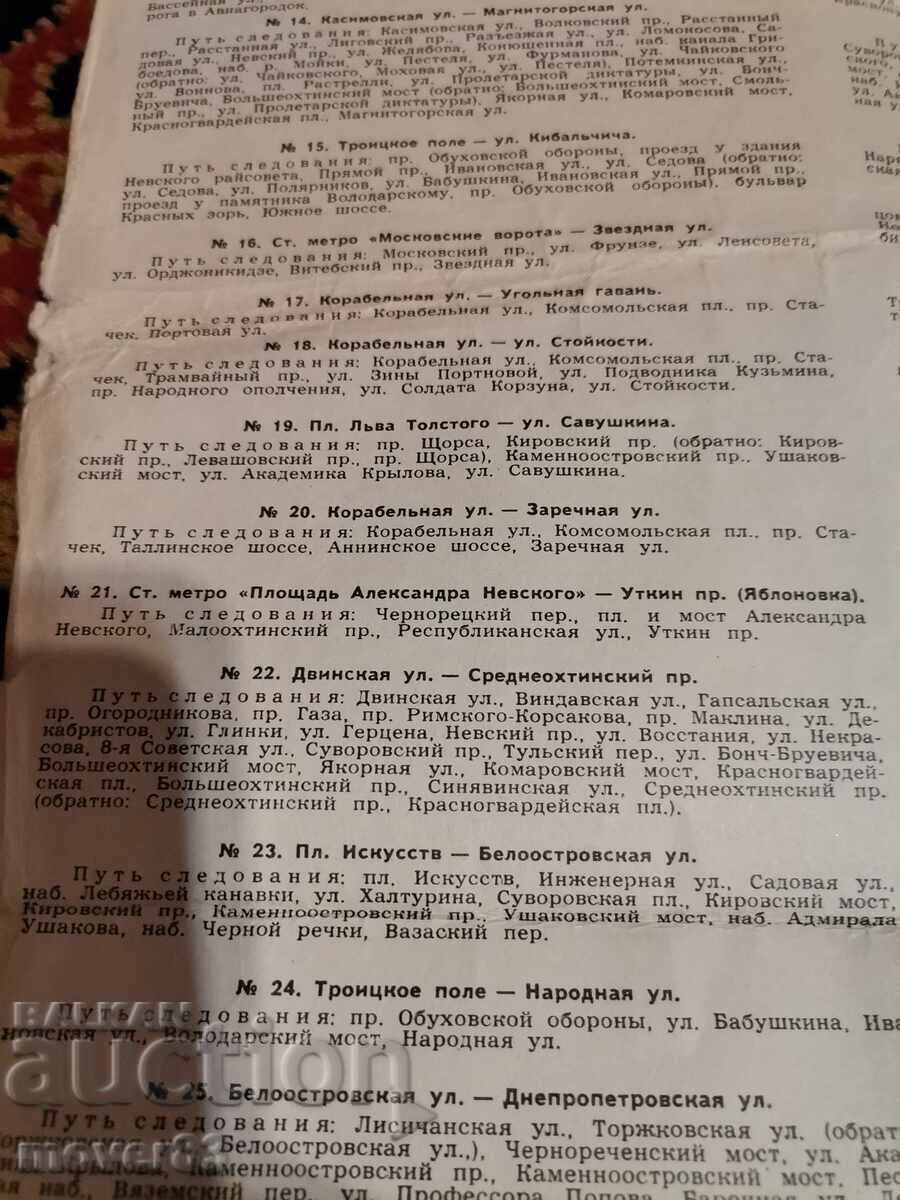 Бассейная ул.,
рога в Авиагородок.
№ 14. Касимовская ул. — Магнитогорская ул.
Путь следования: Касимовская ул., Волковский пр., Расстанный
пер., Расстанная ул., Лиговский пр., Разъезжая ул., ул. Ломоносова, Са-
довая ул., Невский пр., ул. Желябова, Конюшенная пл., наб. канала Гри-
боедова, наб. р. Мойки, ул. Пестеля, ул. Фурманова, ул. Чайковского
(обратно: ул. Чайковского, Моховая ул., ул. Пестеля), Потемкинская ул.,
ул. Воинова, пл. Растрелли, ул. Пролетарской диктатуры, ул. Бонч-
Бруевича, Большеохтинский мост (обратно: Большеохтинский мост, Смоль-
ный пр., ул. Пролетарской диктатуры), Якорная ул., Комаровский мост,
Красногвардейская пл., Магнитогорская ул.
№ 15. Троицкое поле — ул. Кибальчича.
Путь следования: пр. Обуховской обороны, проезд у здания
Невского райсовета, Прямой пр., Ивановская ул., ул. Седова (обратно:
ул. Седова, ул. Полярников, ул. Бабушкина, Ивановская ул., Прямой пр.,
проезд у памятника Володарскому, пр. Обуховской обороны), бульвар
Красных зорь, Южное шоссе.
№ 16. Ст. метро «Московские ворота» — Звездная ул.
Путь следования: Московский пр., ул. Фрунзе, ул. Ленсовета,
ул. Орджоникидзе, Витебский пр., Звездная ул.
№ 17. Корабельная ул. — Угольная гавань.
Путь следования: Корабельная ул., Комсомольская пл., пр. Ста-
чек, Портовая ул.
№ 18. Корабельная ул. — ул. Стойкости.
Путь следования: Корабельная ул., Комсомольская пл., пр. Ста-
чек, Трамвайный пр., ул. Зины Портновой, ул. Подводника Кузьмина,
пр. Народного ополчения, ул. Солдата Корзуна, ул. Стойкости.
№ 19. Пл. Льва Толстого — ул. Савушкина.
Путь следования: пр. Щорса, Кировский пр. (обратно: Киров-
ский пр., Левашовский пр., пр. Щорса), Каменноостровский пр., Ушаков-
ский мост, ул. Академика Крылова, ул. Савушкина.
№ 20. Корабельная ул. — Заречная ул.
Путь следования: Корабельная ул., Комсомольская пл., пр. Ста-
чек, Таллинское шоссе, Аннинское шоссе, Заречная ул.
№ 21. Ст. метро «Площадь Александра Невского» — Уткин пр. (Яблоновка).
Путь следования: Чернорецкий пер., пл. и мост Александра
Невского, Малоохтинский пр., Республиканская ул., Уткин пр.
№ 22. Двинская ул. — Среднеохтинский пр.
Путь следования: Двинская ул., Виндавская ул., Гапсальская ул.,
пр. Огородникова, пр. Газа, пр. Римского-Корсакова, пр. Маклина, ул. Де-
кабристов, ул. Глинки, ул. Герцена, Невский пр., ул. Восстания, ул. Некра-
сова, 8-я Советская ул., Суворовский пр., Тульский пер., ул. Бонч-Бруевича,
Большеохтинский мост, Якорная ул., Комаровский мост, Красногвардей-
ская пл., Большеохтинский пр., Синявинская ул., Среднеохтинский пр.
(обратно: Среднеохтинский пр., Красногвардейская пл.).
№ 23. Пл. Искусств — Белоостровская ул.
Путь следования: пл. Искусств, Инженерная ул., Садовая ул.,
наб. Лебяжьей канавки, ул. Халтурина, Суворовская пл., Кировский мост,
Кировский пр., Каменноостровский пр., Ушаковский мост, наб. Адмирала
Ушакова, наб. Черной речки, Вазаский пер.
№ 24. Троицкое поле — Народная ул.
Путь следования: пр. Обуховской обороны, ул. Бабушкина, Ива
новская ул., Володарский мост, Народная ул.
№ 25. Белоостровская ул. — Днепропетровская ул.
Путь следования: Лисичанская ул., Торжковская ул. (обрат
Белоостровская ул.,), Чернореченский мост, ул. Ака
Крылова, Каменноостровский пр., Каменноостровский мост, Пес
наб., Вяземский пер., ул. Профессора Попова,
BALKAN
auction
mover83